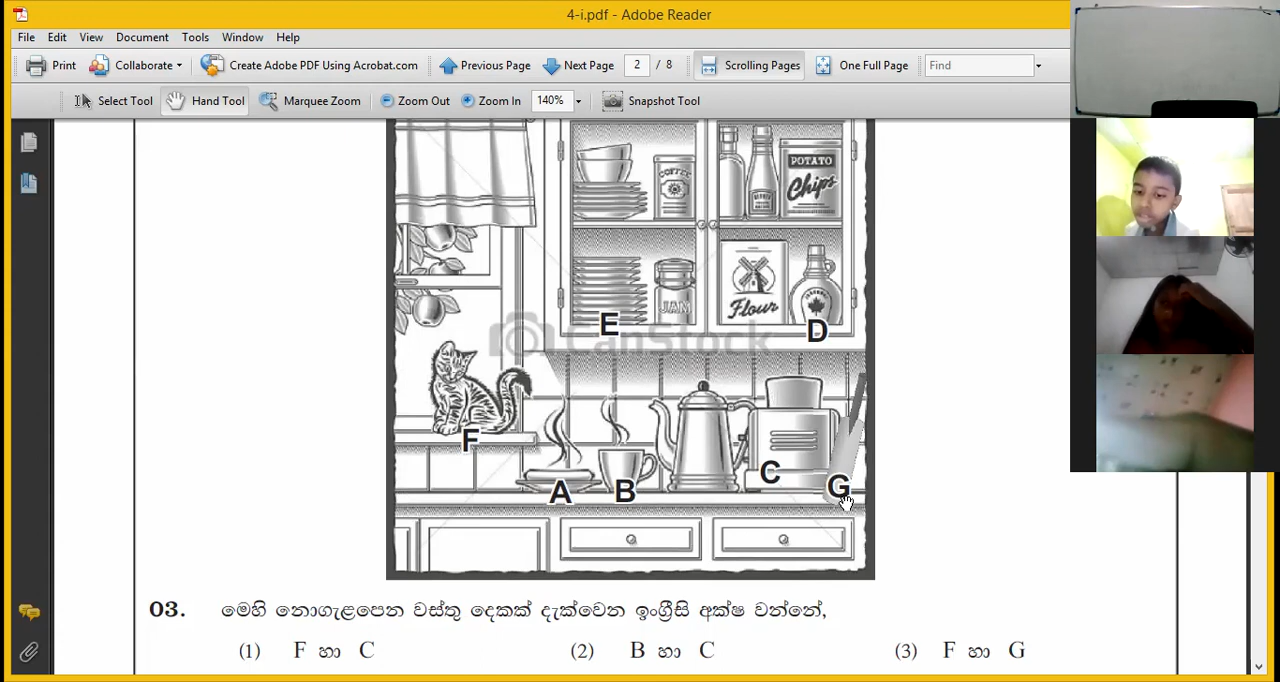 4-i.pdf - Adobe Reader
File Edit View Document Tools Window Help
Print Collaborate Create Adobe PDF Using Acrobat.com Previous Page Next Page 2 / 8 Scrolling Pages One Full Page Find
Select Tool Hand Tool Marquee Zoom Zoom Out Zoom In 140% Snapshot Tool
COFFEE
POTATO
Chips
JAM
Flour
E
D
CanStock
F
A
B
C
G
03. මෙහි නොගැළපෙන වස්තු දෙකක් දැක්වෙන ඉංග්‍රීසි අක්ෂ වන්නේ,
(1) F හා C (2) B හා C (3) F හා G